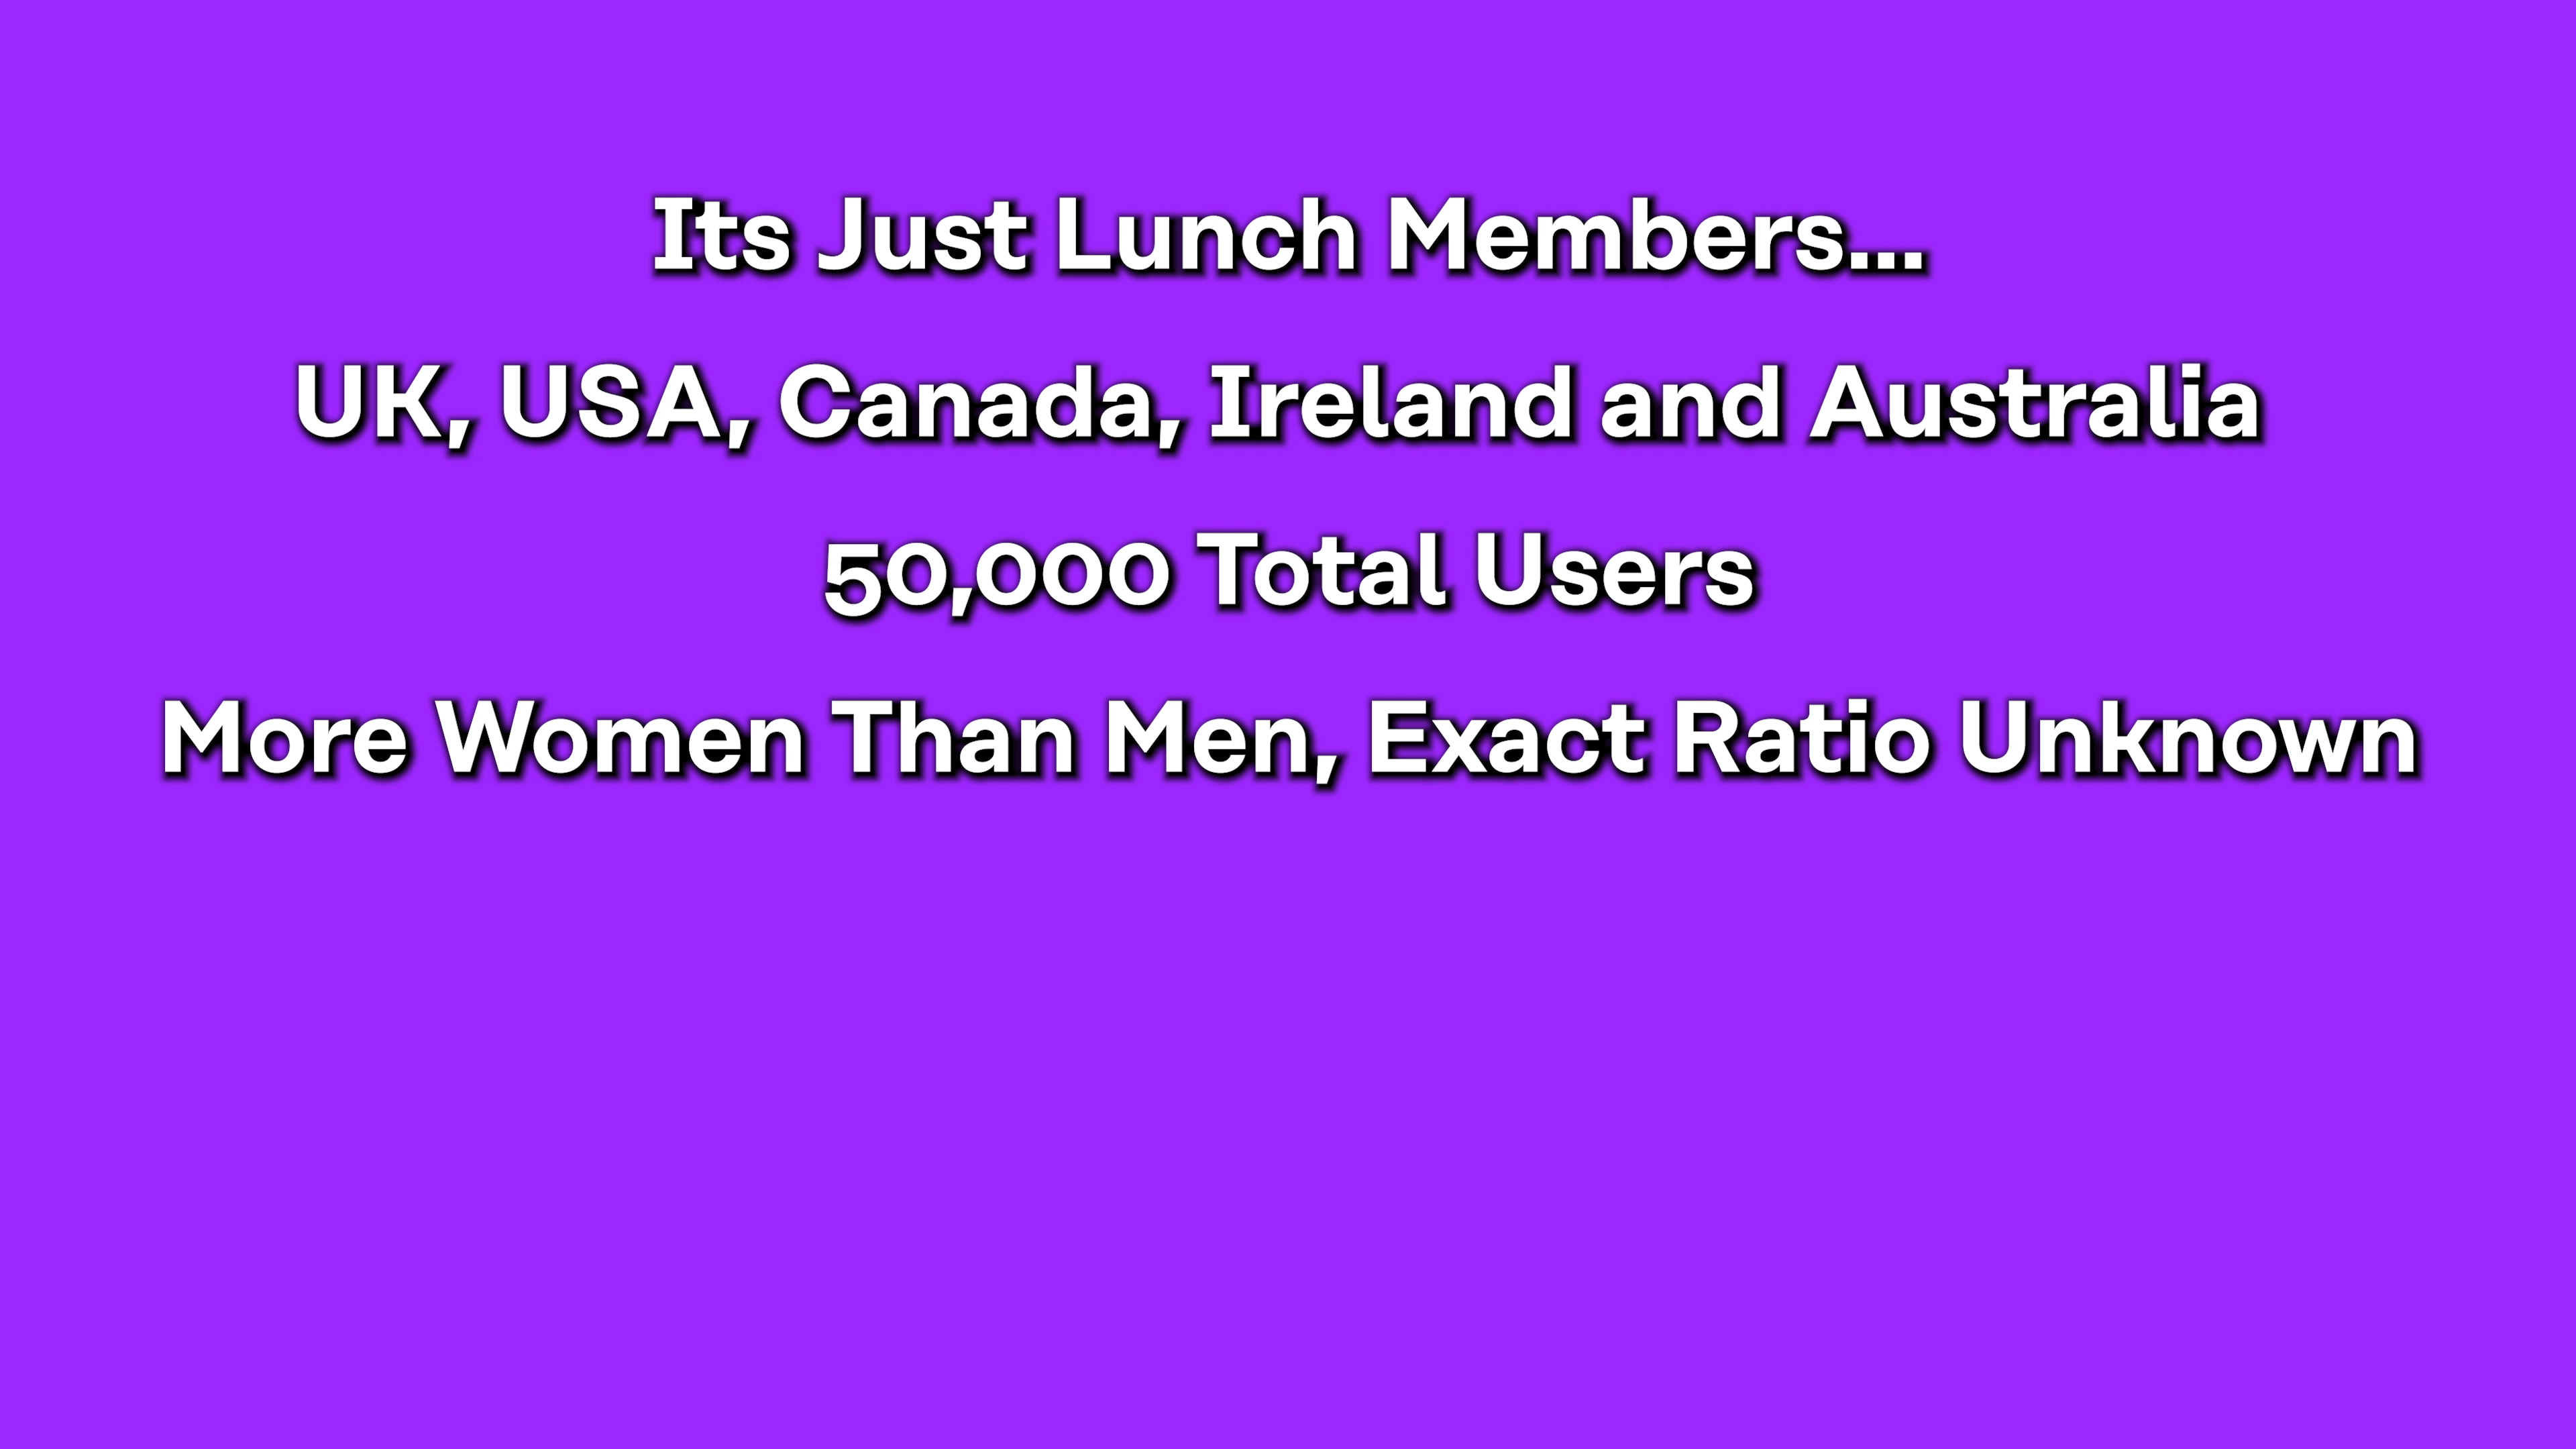 Its Just Lunch Members...
UK, USA, Canada, Ireland and Australia
50,000 Total Users
More Women Than Men, Exact Ratio Unknown